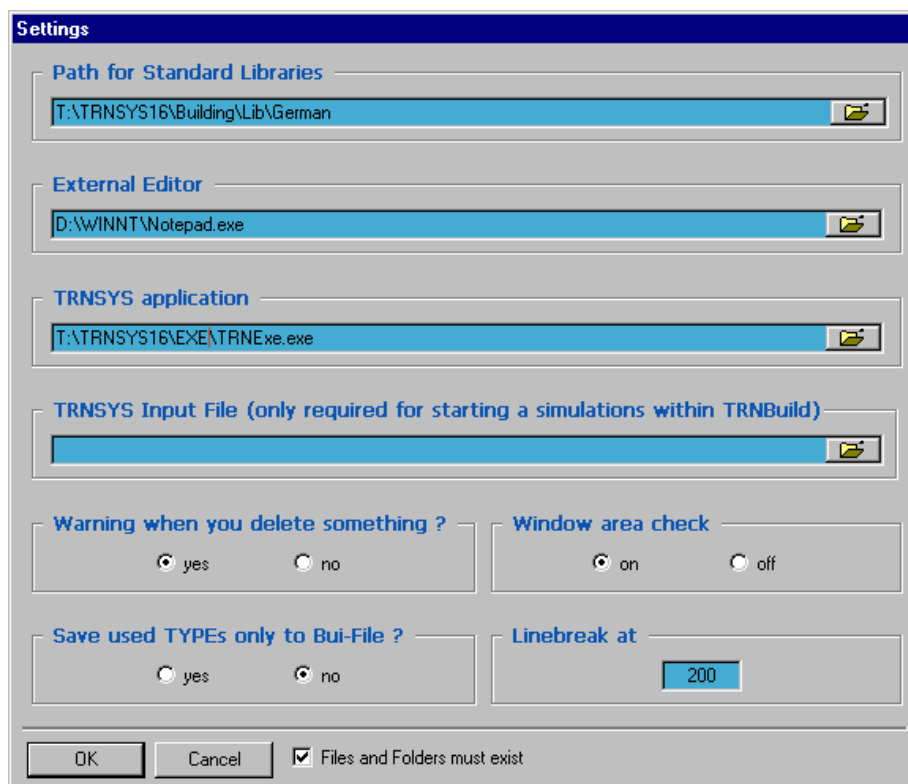 Settings
Path for Standard Libraries
T:\TRNSYS16\Building\Lib\German
External Editor
D:\WINNT\Notepad.exe
TRNSYS application
T:\TRNSYS16\EXE\TRNExe.exe
TRNSYS Input File (only required for starting a simulations within TRNBuild)
Warning when you delete something ?
yes no
Window area check
on off
Save used TYPEs only to Bui-File ?
yes no
Linebreak at
200
OK Cancel Files and Folders must exist